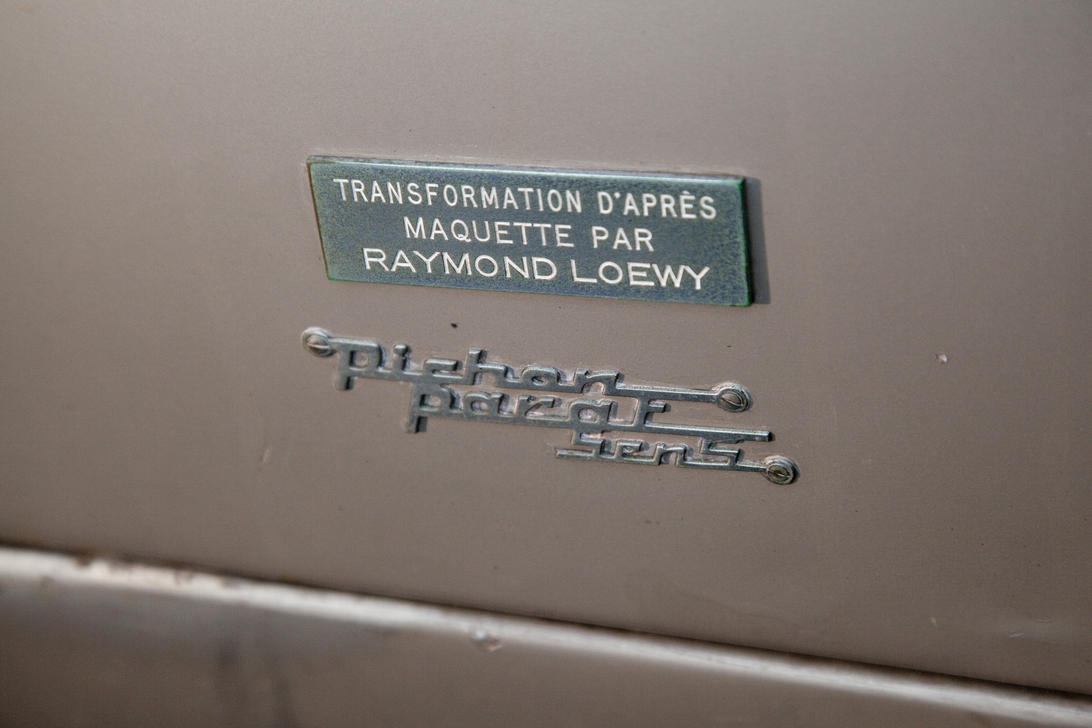 TRANSFORMATION D'APRÈS
MAQUETTE PAR
RAYMOND LOEWY
pichon
parat
sens